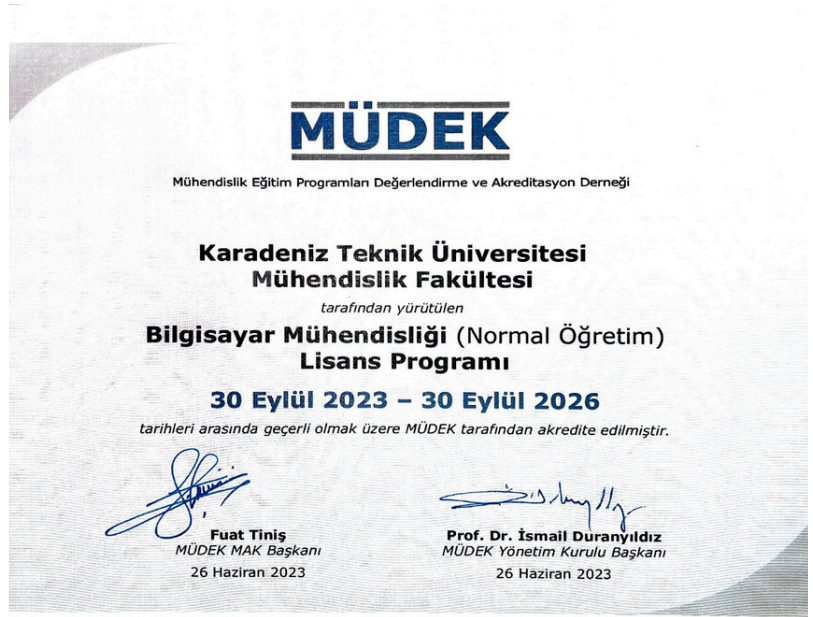 MÜDEK
Mühendislik Eğitim Programları Değerlendirme ve Akreditasyon Derneği
Karadeniz Teknik Üniversitesi
Mühendislik Fakültesi
tarafından yürütülen
Bilgisayar Mühendisliği (Normal Öğretim)
Lisans Programı
30 Eylül 2023 – 30 Eylül 2026
tarihleri arasında geçerli olmak üzere MÜDEK tarafından akredite edilmiştir.
Fuat Tiniş
MÜDEK MAK Başkanı
26 Haziran 2023
Prof. Dr. İsmail Duranyıldız
MÜDEK Yönetim Kurulu Başkanı
26 Haziran 2023